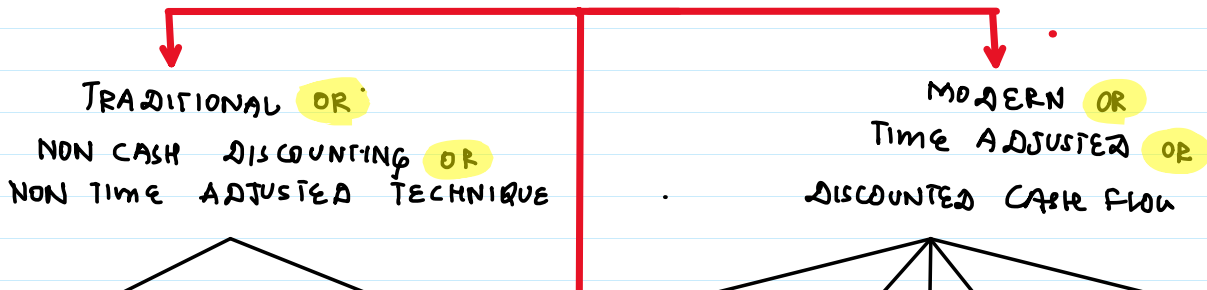 TRADITIONAL OR
NON CASH DISCOUNTING OR
NON TIME ADJUSTED TECHNIQUE
MODERN OR
TIME ADJUSTED OR
DISCOUNTED CASH FLOW